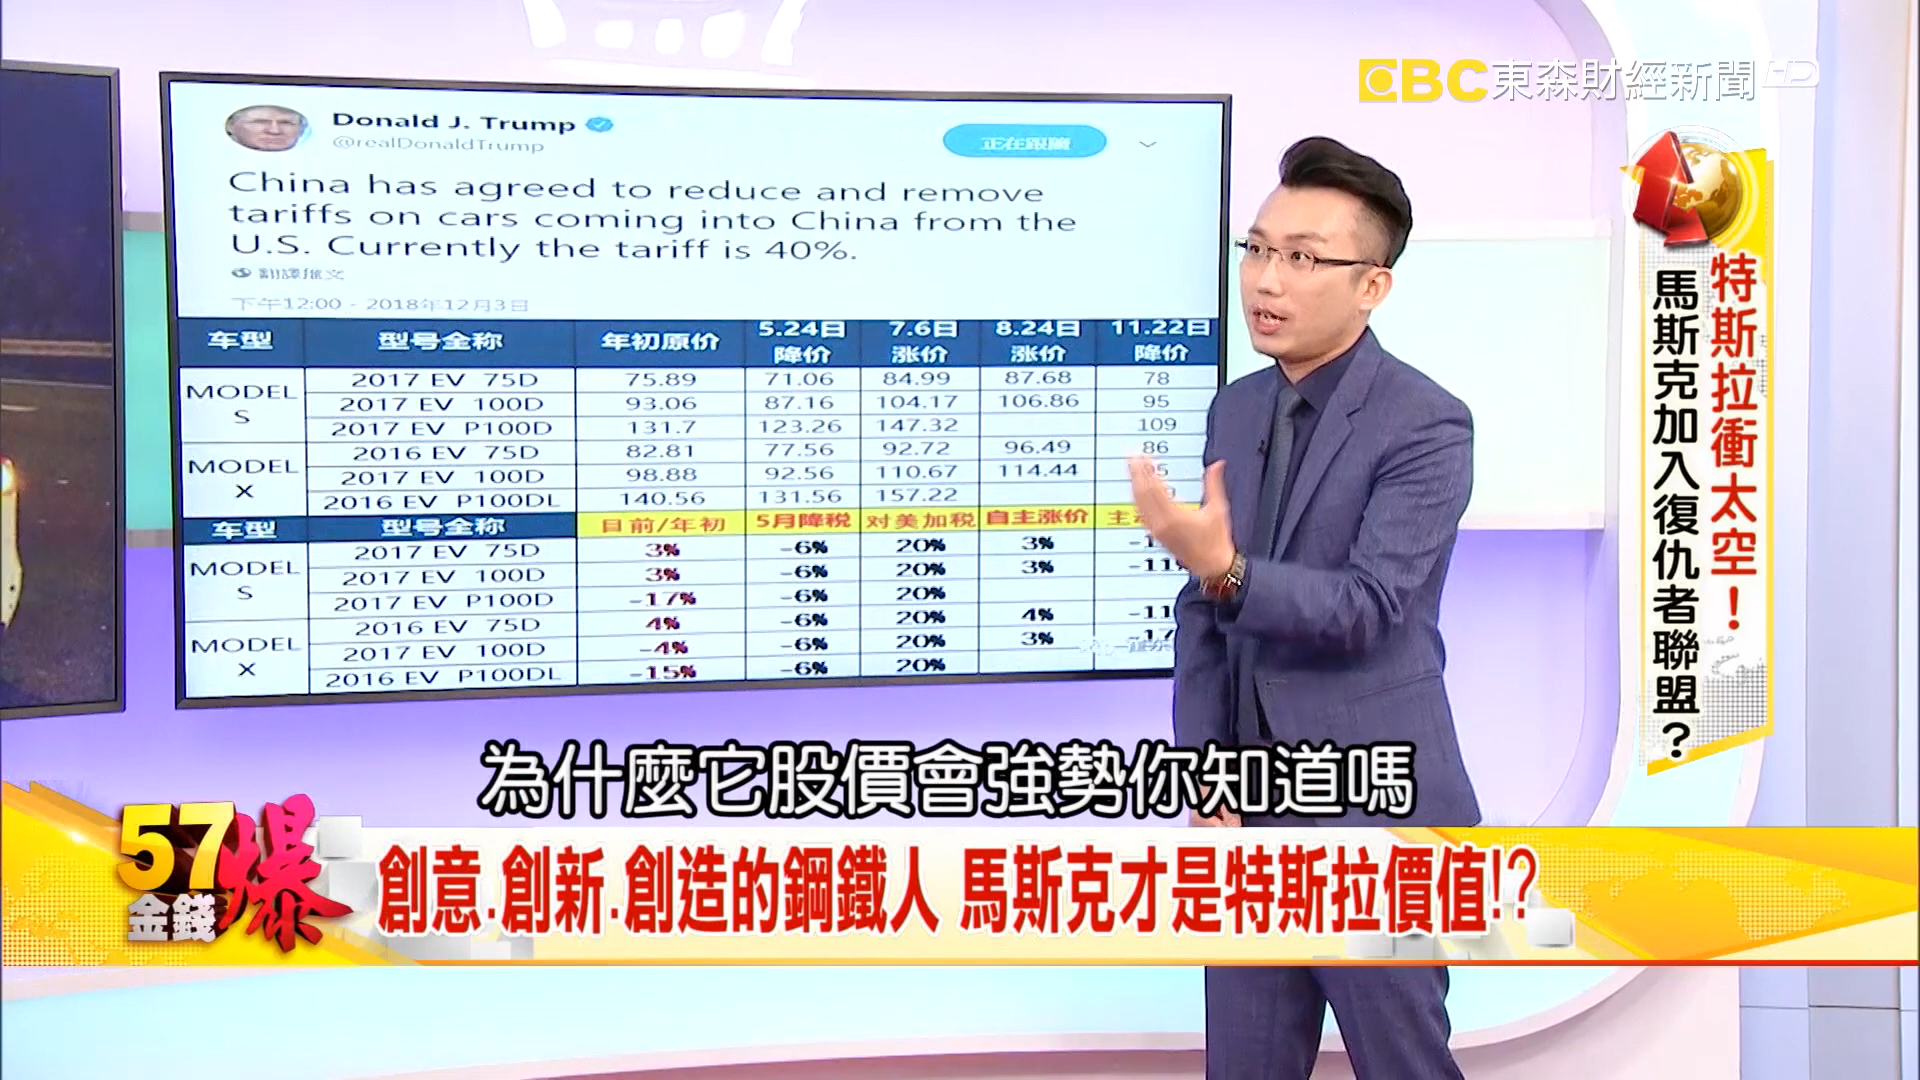 EBC東森財經新聞HD
Donald J. Trump
@realDonaldTrump
正在跟隨
China has agreed to reduce and remove
tariffs on cars coming into China from the
U.S. Currently the tariff is 40%.
翻譯推文
下午12:00 - 2018年12月3日
车型 型号全称 年初原价 5.24日降价 7.6日涨价 8.24日涨价 11.22日降价
MODEL S
2017 EV 75D 75.89 71.06 84.99 87.68 78
2017 EV 100D 93.06 87.16 104.17 106.86 95
2017 EV P100D 131.7 123.26 147.32 109
MODEL X
2016 EV 75D 82.81 77.56 92.72 96.49 86
2017 EV 100D 98.88 92.56 110.67 114.44
2016 EV P100DL 140.56 131.56 157.22
车型 型号全称 目前/年初 5月降税 对美加税 自主涨价 主
MODEL S
2017 EV 75D 3% -6% 20% 3%
2017 EV 100D 3% -6% 20% 3% -11%
2017 EV P100D -17% -6% 20%
MODEL X
2016 EV 75D 4% -6% 20% 4% -11
2017 EV 100D -4% -6% 20% 3% -17
2016 EV P100DL -15% -6% 20%
特斯拉衝太空！
馬斯克加入復仇者聯盟？
為什麼它股價會強勢你知道嗎
57金錢爆
創意.創新.創造的鋼鐵人 馬斯克才是特斯拉價值!?